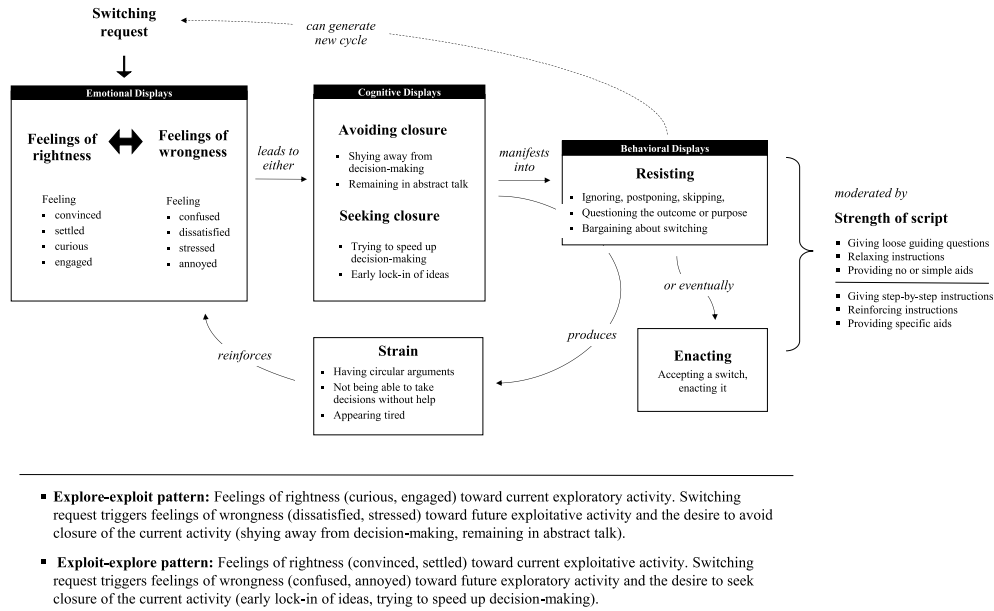 Switching
request
can generate
new cycle
Emotional Displays
Feelings of
rightness
Feelings of
wrongness
Feeling
▪ convinced
▪ settled
▪ curious
▪ engaged
Feeling
▪ confused
▪ dissatisfied
▪ stressed
▪ annoyed
leads to
either
Cognitive Displays
Avoiding closure
▪ Shying away from
decision-making
▪ Remaining in abstract talk
Seeking closure
▪ Trying to speed up
decision-making
▪ Early lock-in of ideas
manifests
into
Behavioral Displays
Resisting
▪ Ignoring, postponing, skipping,
▪ Questioning the outcome or purpose
▪ Bargaining about switching
or eventually
Enacting
Accepting a switch,
enacting it
produces
Strain
▪ Having circular arguments
▪ Not being able to take
decisions without help
▪ Appearing tired
reinforces
moderated by
Strength of script
▪ Giving loose guiding questions
▪ Relaxing instructions
▪ Providing no or simple aids
▪ Giving step-by-step instructions
▪ Reinforcing instructions
▪ Providing specific aids
▪ Explore-exploit pattern: Feelings of rightness (curious, engaged) toward current exploratory activity. Switching
request triggers feelings of wrongness (dissatisfied, stressed) toward future exploitative activity and the desire to avoid
closure of the current activity (shying away from decision-making, remaining in abstract talk).
▪ Exploit-explore pattern: Feelings of rightness (convinced, settled) toward current exploitative activity. Switching
request triggers feelings of wrongness (confused, annoyed) toward future exploratory activity and the desire to seek
closure of the current activity (early lock-in of ideas, trying to speed up decision-making).